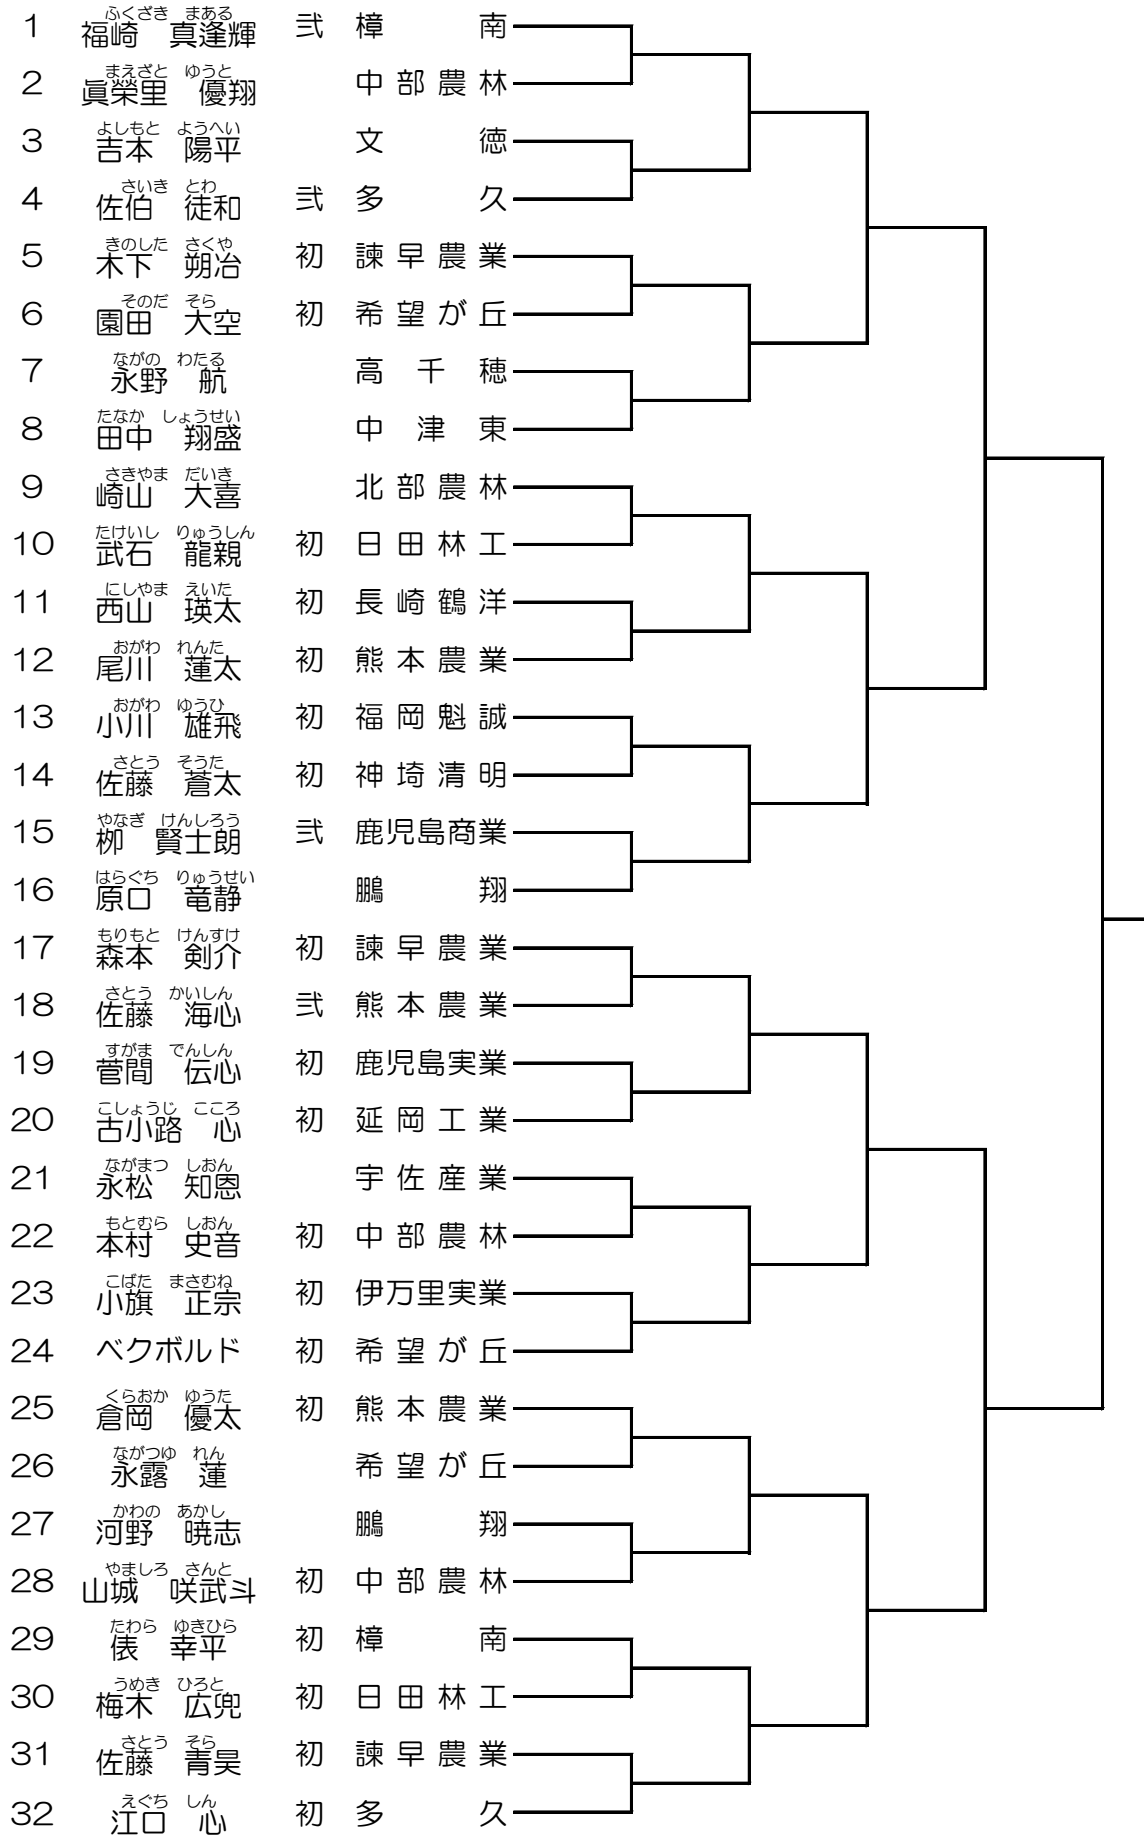 ふくざき まある
1 福崎 真逢輝 弐 樟南
まえざと ゆうと
2 眞榮里 優翔 中部農林
よしもと ようへい
3 吉本 陽平 文徳
さいき とわ
4 佐伯 徒和 弐 多久
きのした さくや
5 木下 朔冶 初 諫早農業
そのだ そら
6 園田 大空 初 希望が丘
ながの わたる
7 永野 航 高千穂
たなか しょうせい
8 田中 翔盛 中津東
さきやま だいき
9 崎山 大喜 北部農林
たけいし りゅうしん
10 武石 龍親 初 日田林工
にしやま えいた
11 西山 瑛太 初 長崎鶴洋
おがわ れんた
12 尾川 蓮太 初 熊本農業
おがわ ゆうひ
13 小川 雄飛 初 福岡魁誠
さとう そうた
14 佐藤 蒼太 初 神埼清明
やなぎ けんしろう
15 栁 賢士朗 弐 鹿児島商業
はらぐち りゅうせい
16 原口 竜静 鵬翔
もりもと けんすけ
17 森本 剣介 初 諫早農業
さとう かいしん
18 佐藤 海心 弐 熊本農業
すがま でんしん
19 菅間 伝心 初 鹿児島実業
こしょうじ こころ
20 古小路 心 初 延岡工業
ながまつ しおん
21 永松 知恩 宇佐産業
もとむら しおん
22 本村 史音 初 中部農林
こばた まさむね
23 小旗 正宗 初 伊万里実業
24 ベクボルド 初 希望が丘
くらおか ゆうた
25 倉岡 優太 初 熊本農業
ながつゆ れん
26 永露 蓮 希望が丘
かわの あかし
27 河野 暁志 鵬翔
やましろ さんと
28 山城 咲武斗 初 中部農林
たわら ゆきひら
29 俵 幸平 初 樟南
うめき ひろと
30 梅木 広兜 初 日田林工
さとう そら
31 佐藤 青昊 初 諫早農業
えぐち しん
32 江口 心 初 多久